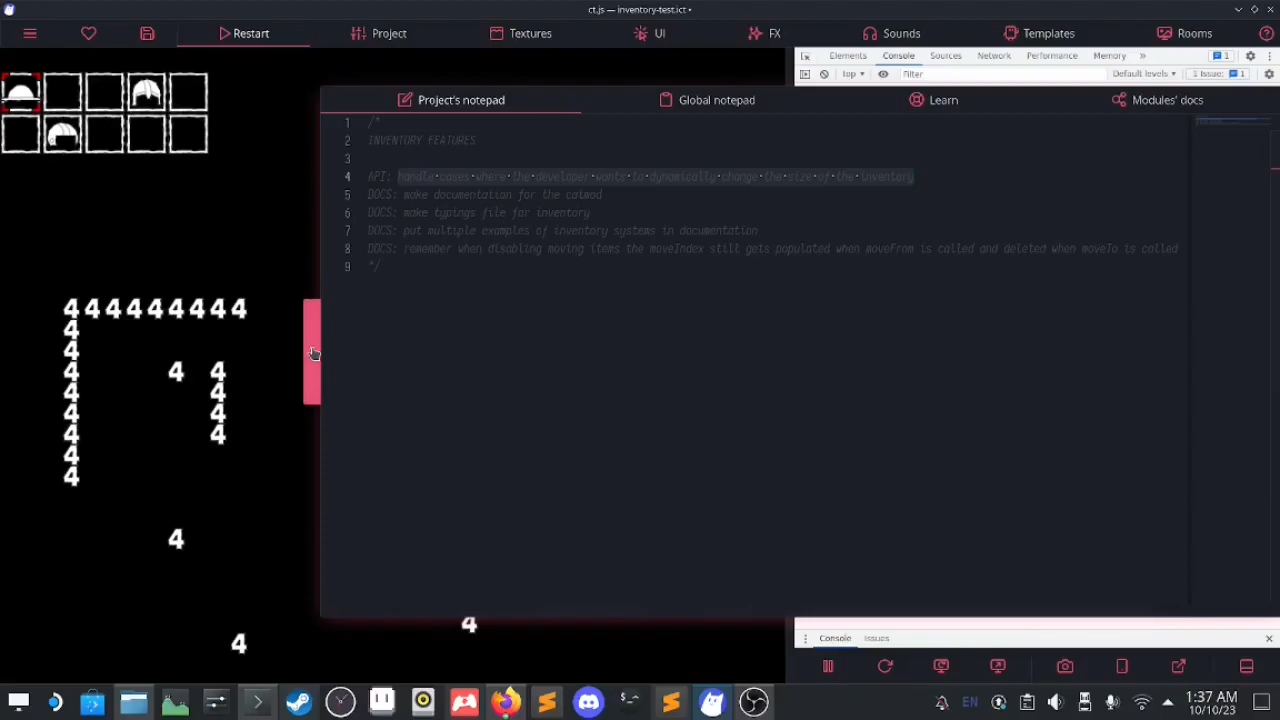 ct.js — inventory-test.ict •
Restart
Project
Textures
UI
FX
Sounds
Templates
Rooms
Elements Console Sources Network Performance Memory » 1
top Filter Default levels 1 Issue: 1
Project's notepad
Global notepad
Learn
Modules' docs
1 /*
2 INVENTORY FEATURES
3
4 API: handle cases where the developer wants to dynamically change the size of the inventory
5 DOCS: make documentation for the catmod
6 DOCS: make typings file for inventory
7 DOCS: put multiple examples of inventory systems in documentation
8 DOCS: remember when disabling moving items the moveIndex still gets populated when moveFrom is called and deleted when moveTo is called
9 */
4 4 4 4 4 4 4 4 4
4
4
4 4 4
4 4
4 4
4 4
4
4
4
4
4
Console Issues
EN
1:37 AM
10/10/23